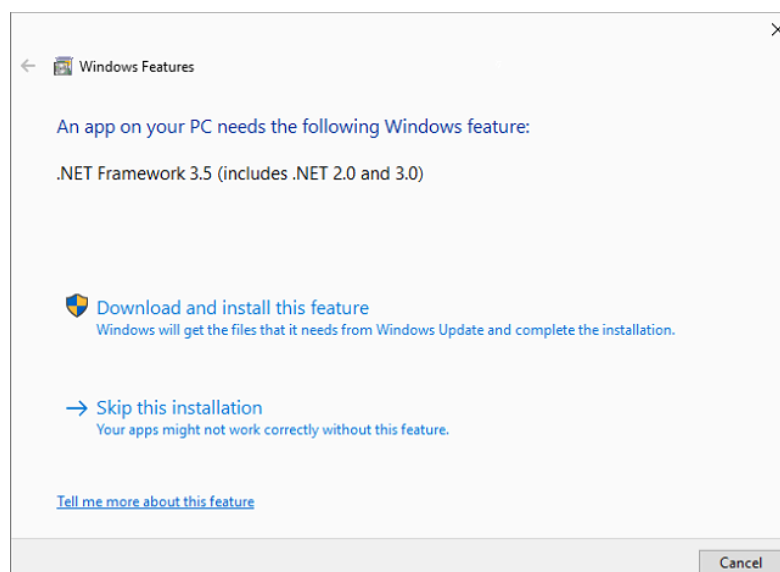 Windows Features
An app on your PC needs the following Windows feature:
.NET Framework 3.5 (includes .NET 2.0 and 3.0)
Download and install this feature
Windows will get the files that it needs from Windows Update and complete the installation.
Skip this installation
Your apps might not work correctly without this feature.
Tell me more about this feature
Cancel